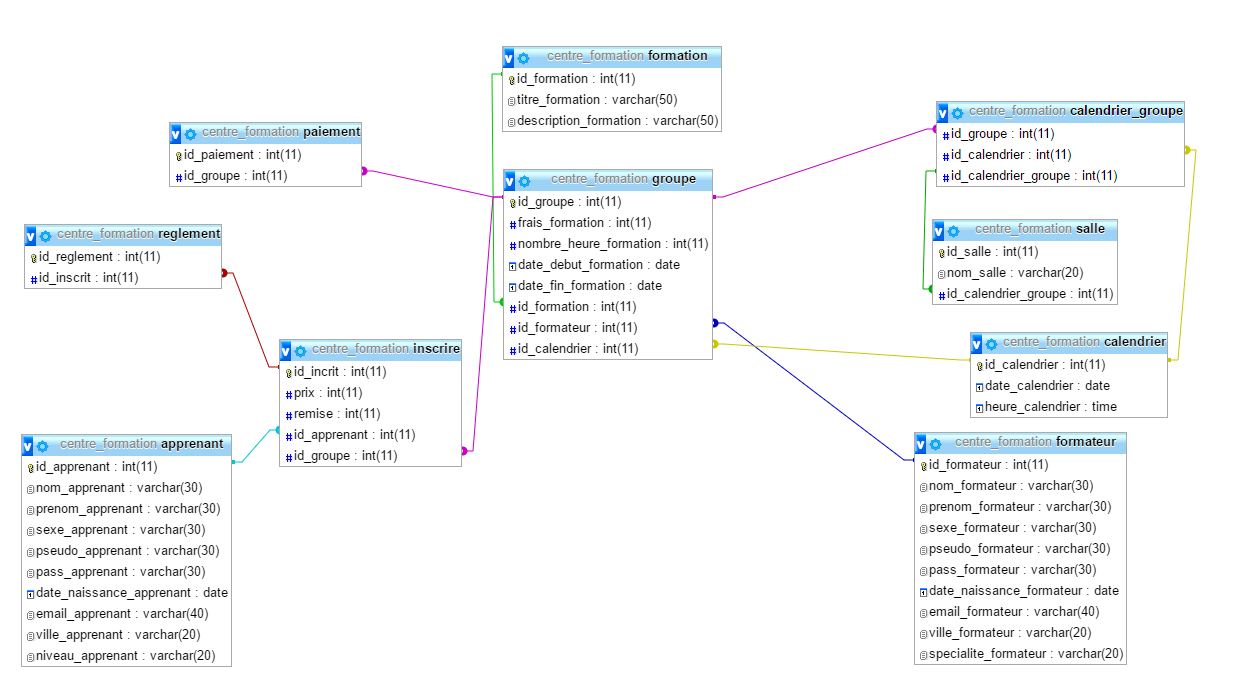 centre_formation formation
id_formation : int(11)
titre_formation : varchar(50)
description_formation : varchar(50)
centre_formation paiement
id_paiement : int(11)
id_groupe : int(11)
centre_formation calendrier_groupe
id_groupe : int(11)
id_calendrier : int(11)
id_calendrier_groupe : int(11)
centre_formation groupe
id_groupe : int(11)
frais_formation : int(11)
nombre_heure_formation : int(11)
date_debut_formation : date
date_fin_formation : date
id_formation : int(11)
id_formateur : int(11)
id_calendrier : int(11)
centre_formation reglement
id_reglement : int(11)
id_inscrit : int(11)
centre_formation salle
id_salle : int(11)
nom_salle : varchar(20)
id_calendrier_groupe : int(11)
centre_formation inscrire
id_incrit : int(11)
prix : int(11)
remise : int(11)
id_apprenant : int(11)
id_groupe : int(11)
centre_formation calendrier
id_calendrier : int(11)
date_calendrier : date
heure_calendrier : time
centre_formation apprenant
id_apprenant : int(11)
nom_apprenant : varchar(30)
prenom_apprenant : varchar(30)
sexe_apprenant : varchar(30)
pseudo_apprenant : varchar(30)
pass_apprenant : varchar(30)
date_naissance_apprenant : date
email_apprenant : varchar(40)
ville_apprenant : varchar(20)
niveau_apprenant : varchar(20)
centre_formation formateur
id_formateur : int(11)
nom_formateur : varchar(30)
prenom_formateur : varchar(30)
sexe_formateur : varchar(30)
pseudo_formateur : varchar(30)
pass_formateur : varchar(30)
date_naissance_formateur : date
email_formateur : varchar(40)
ville_formateur : varchar(20)
specialite_formateur : varchar(20)